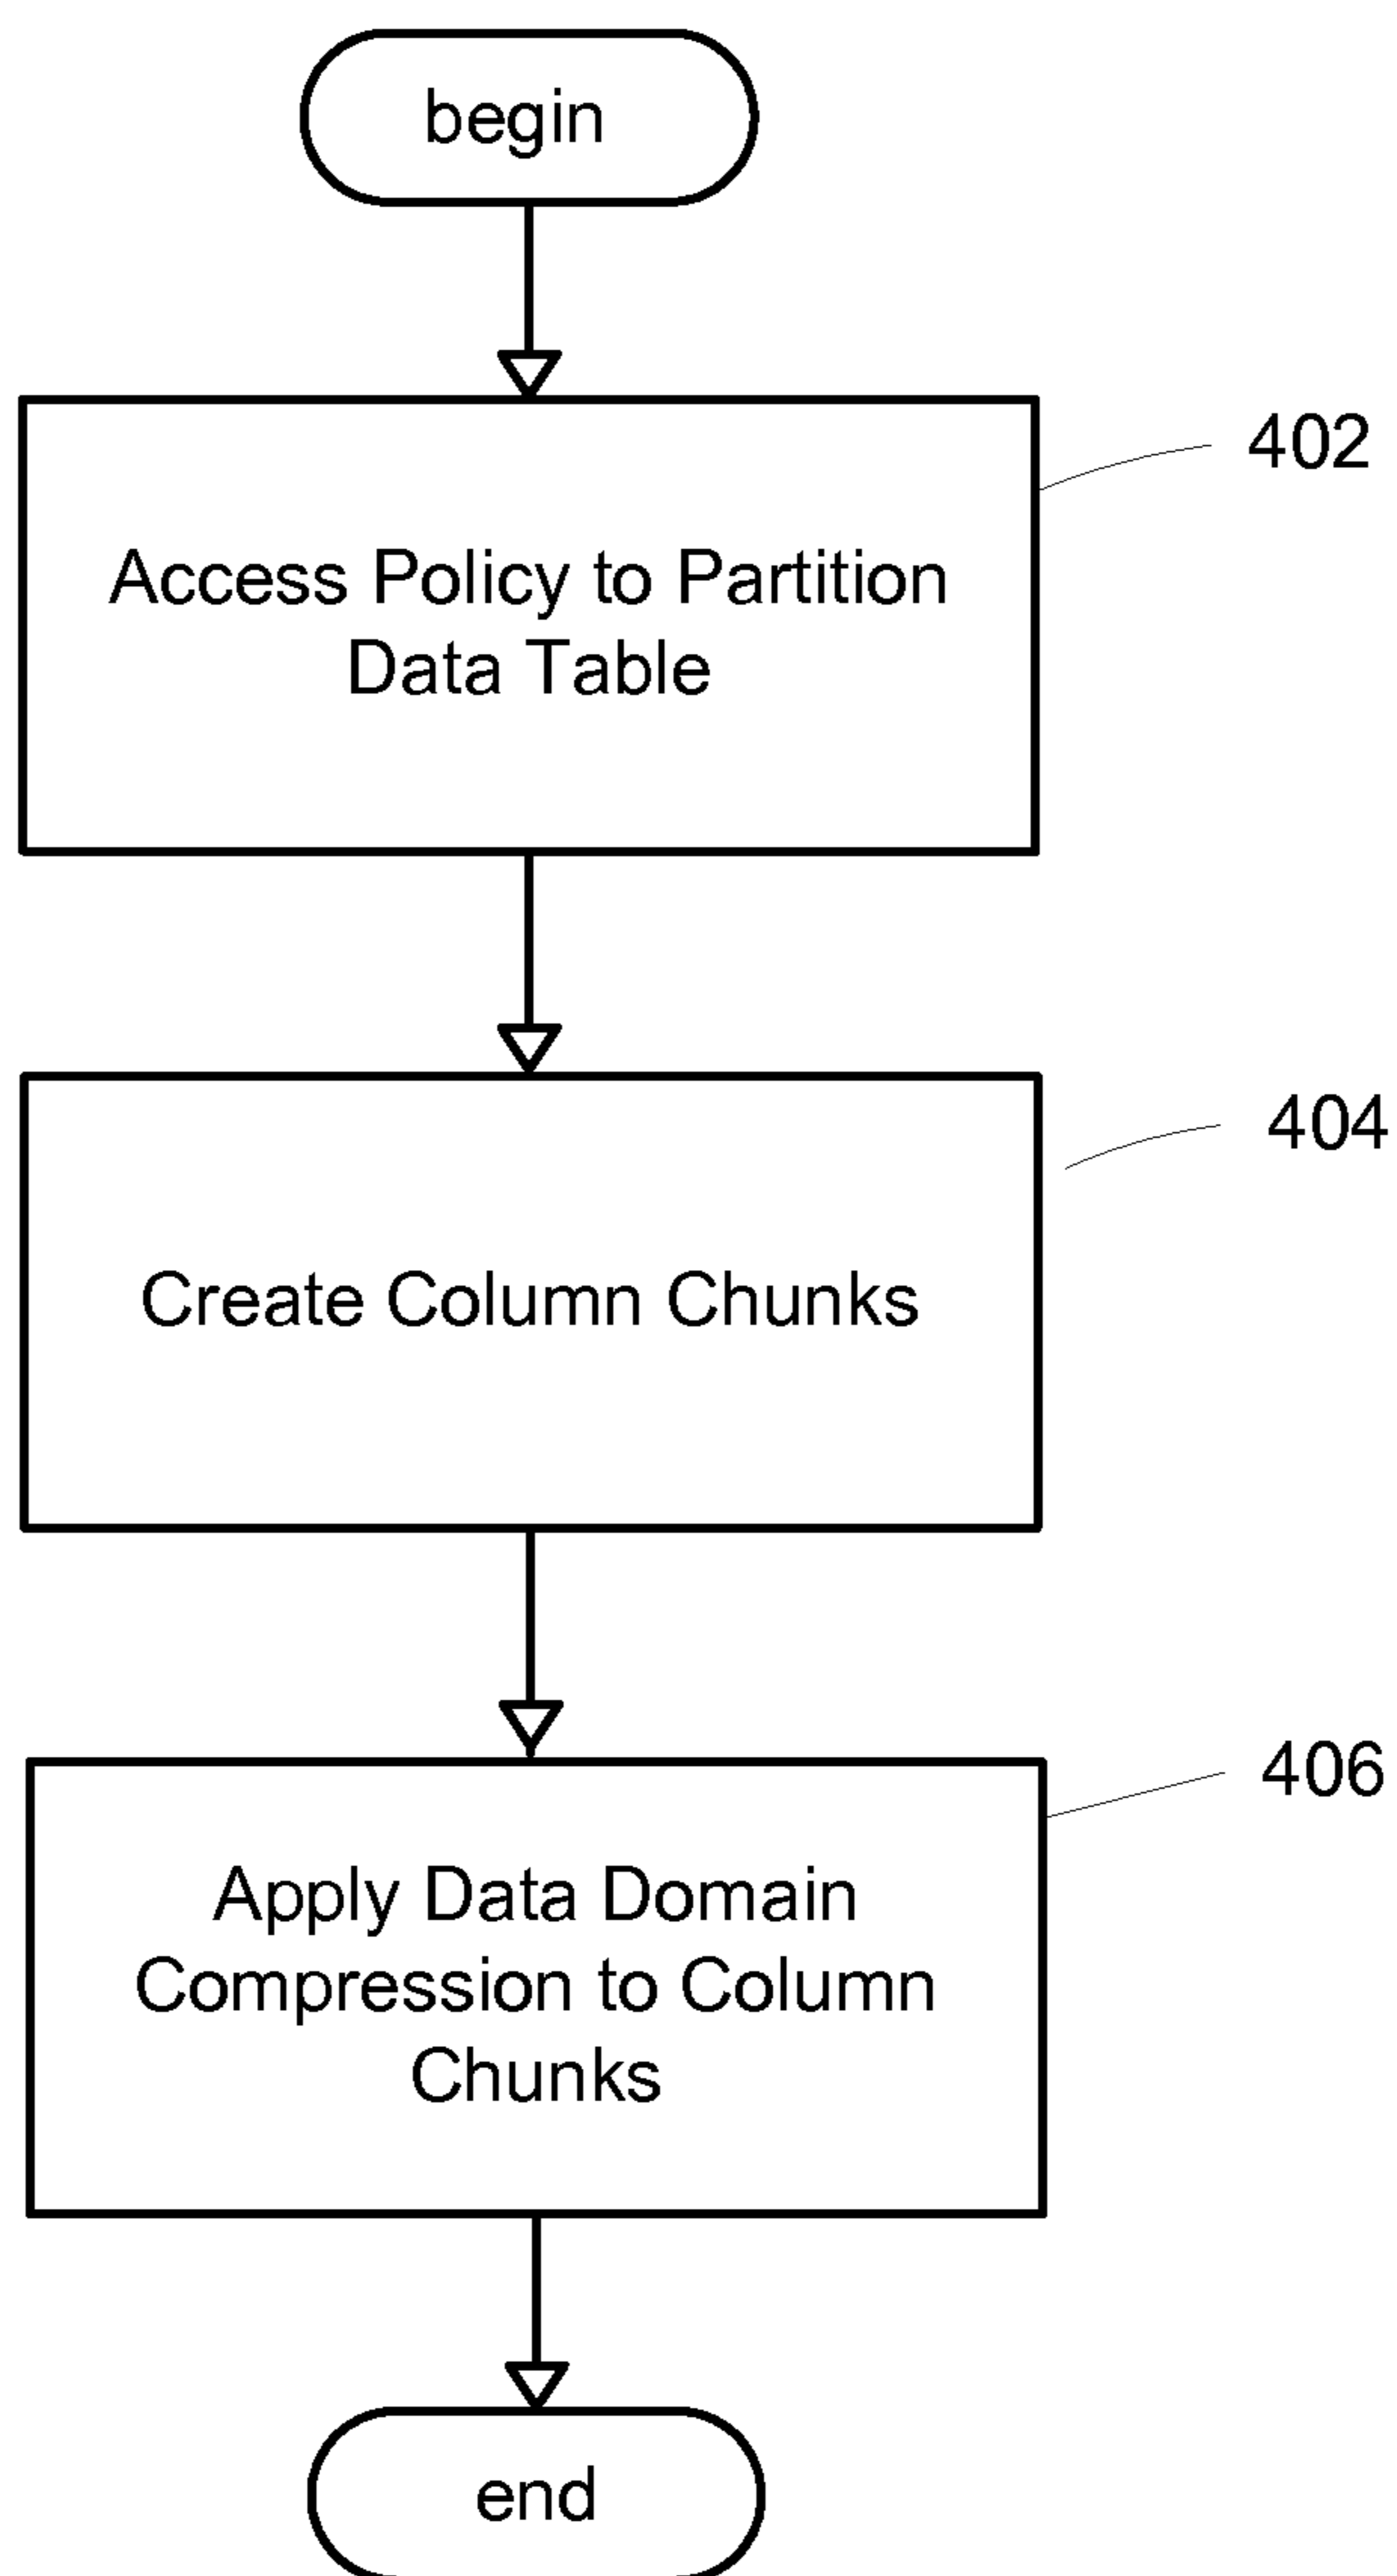 begin
402
Access Policy to Partition
Data Table
404
Create Column Chunks
406
Apply Data Domain
Compression to Column
Chunks
end